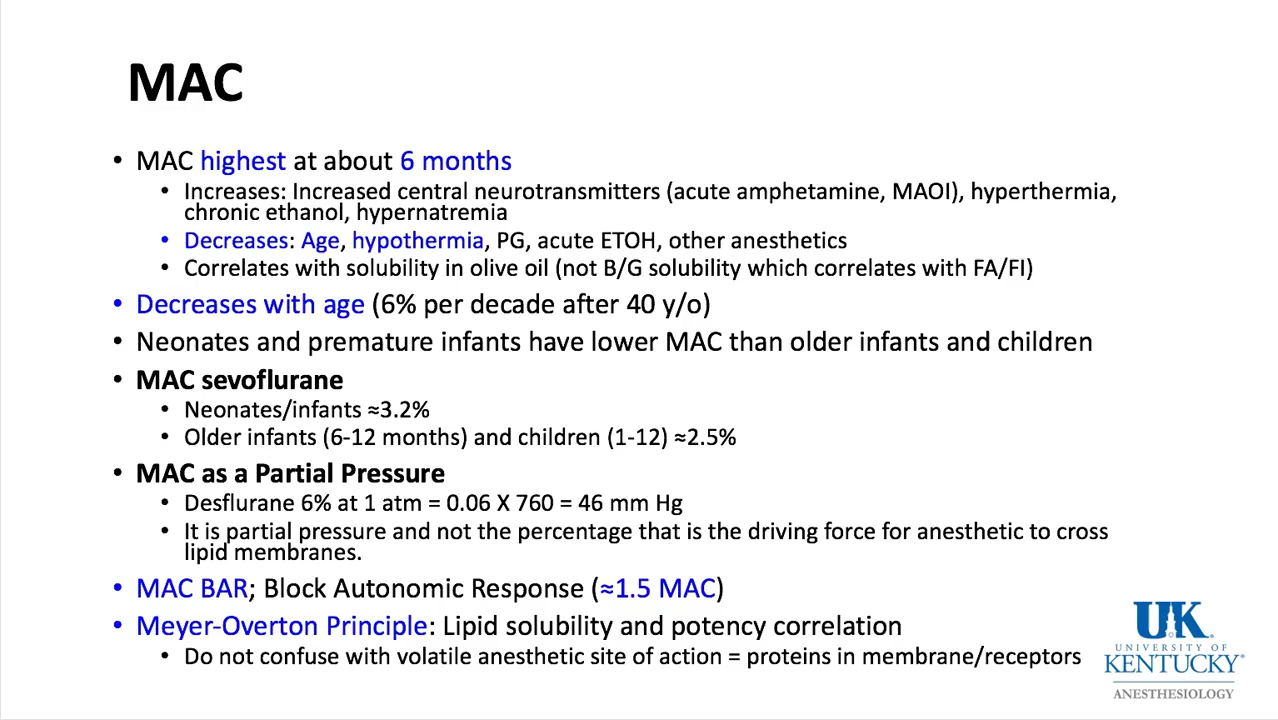 MAC
• MAC highest at about 6 months
• Increases: Increased central neurotransmitters (acute amphetamine, MAOI), hyperthermia,
chronic ethanol, hypernatremia
• Decreases: Age, hypothermia, PG, acute ETOH, other anesthetics
• Correlates with solubility in olive oil (not B/G solubility which correlates with FA/FI)
• Decreases with age (6% per decade after 40 y/o)
• Neonates and premature infants have lower MAC than older infants and children
• MAC sevoflurane
• Neonates/infants ≈3.2%
• Older infants (6-12 months) and children (1-12) ≈2.5%
• MAC as a Partial Pressure
• Desflurane 6% at 1 atm = 0.06 X 760 = 46 mm Hg
• It is partial pressure and not the percentage that is the driving force for anesthetic to cross
lipid membranes.
• MAC BAR; Block Autonomic Response (≈1.5 MAC)
• Meyer-Overton Principle: Lipid solubility and potency correlation
• Do not confuse with volatile anesthetic site of action = proteins in membrane/receptors
UK
UNIVERSITY OF
KENTUCKY
ANESTHESIOLOGY